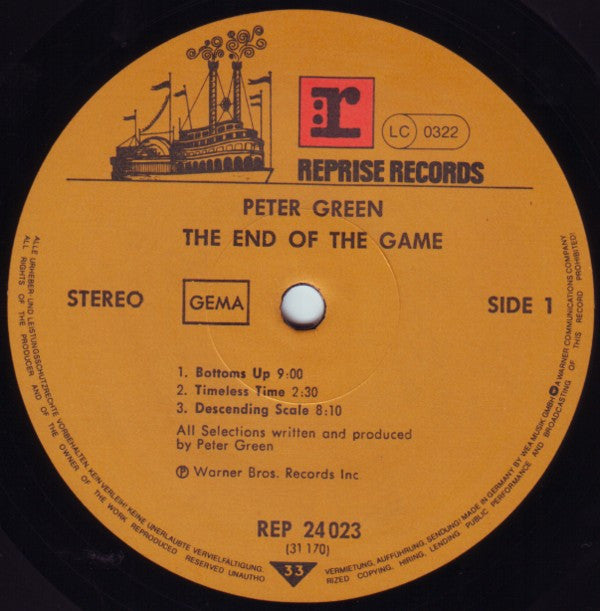 r
LC 0322
REPRISE RECORDS
PETER GREEN
THE END OF THE GAME
STEREO
GEMA
SIDE 1
1. Bottoms Up 9:00
2. Timeless Time 2:30
3. Descending Scale 8:10
All Selections written and produced
by Peter Green
℗ Warner Bros. Records Inc
REP 24 023
(31 170)
33
ALLE URHEBER- UND LEISTUNGSSCHUTZRECHTE VORBEHALTEN. KEIN VERLEIH! KEINE UNERLAUBTE VERVIELFÄLTIGUNG, VERMIETUNG, AUFFÜHRUNG, SENDUNG! MADE IN GERMANY BY WEA MUSIK GMBH A WARNER COMMUNICATIONS COMPANY
ALL RIGHTS OF THE PRODUCER AND OF THE OWNER OF THE WORK REPRODUCED RESERVED UNAUTHO RIZED COPYING, HIRING, LENDING, PUBLIC PERFORMANCE AND BROADCASTING OF THIS RECORD PROHIBITED!